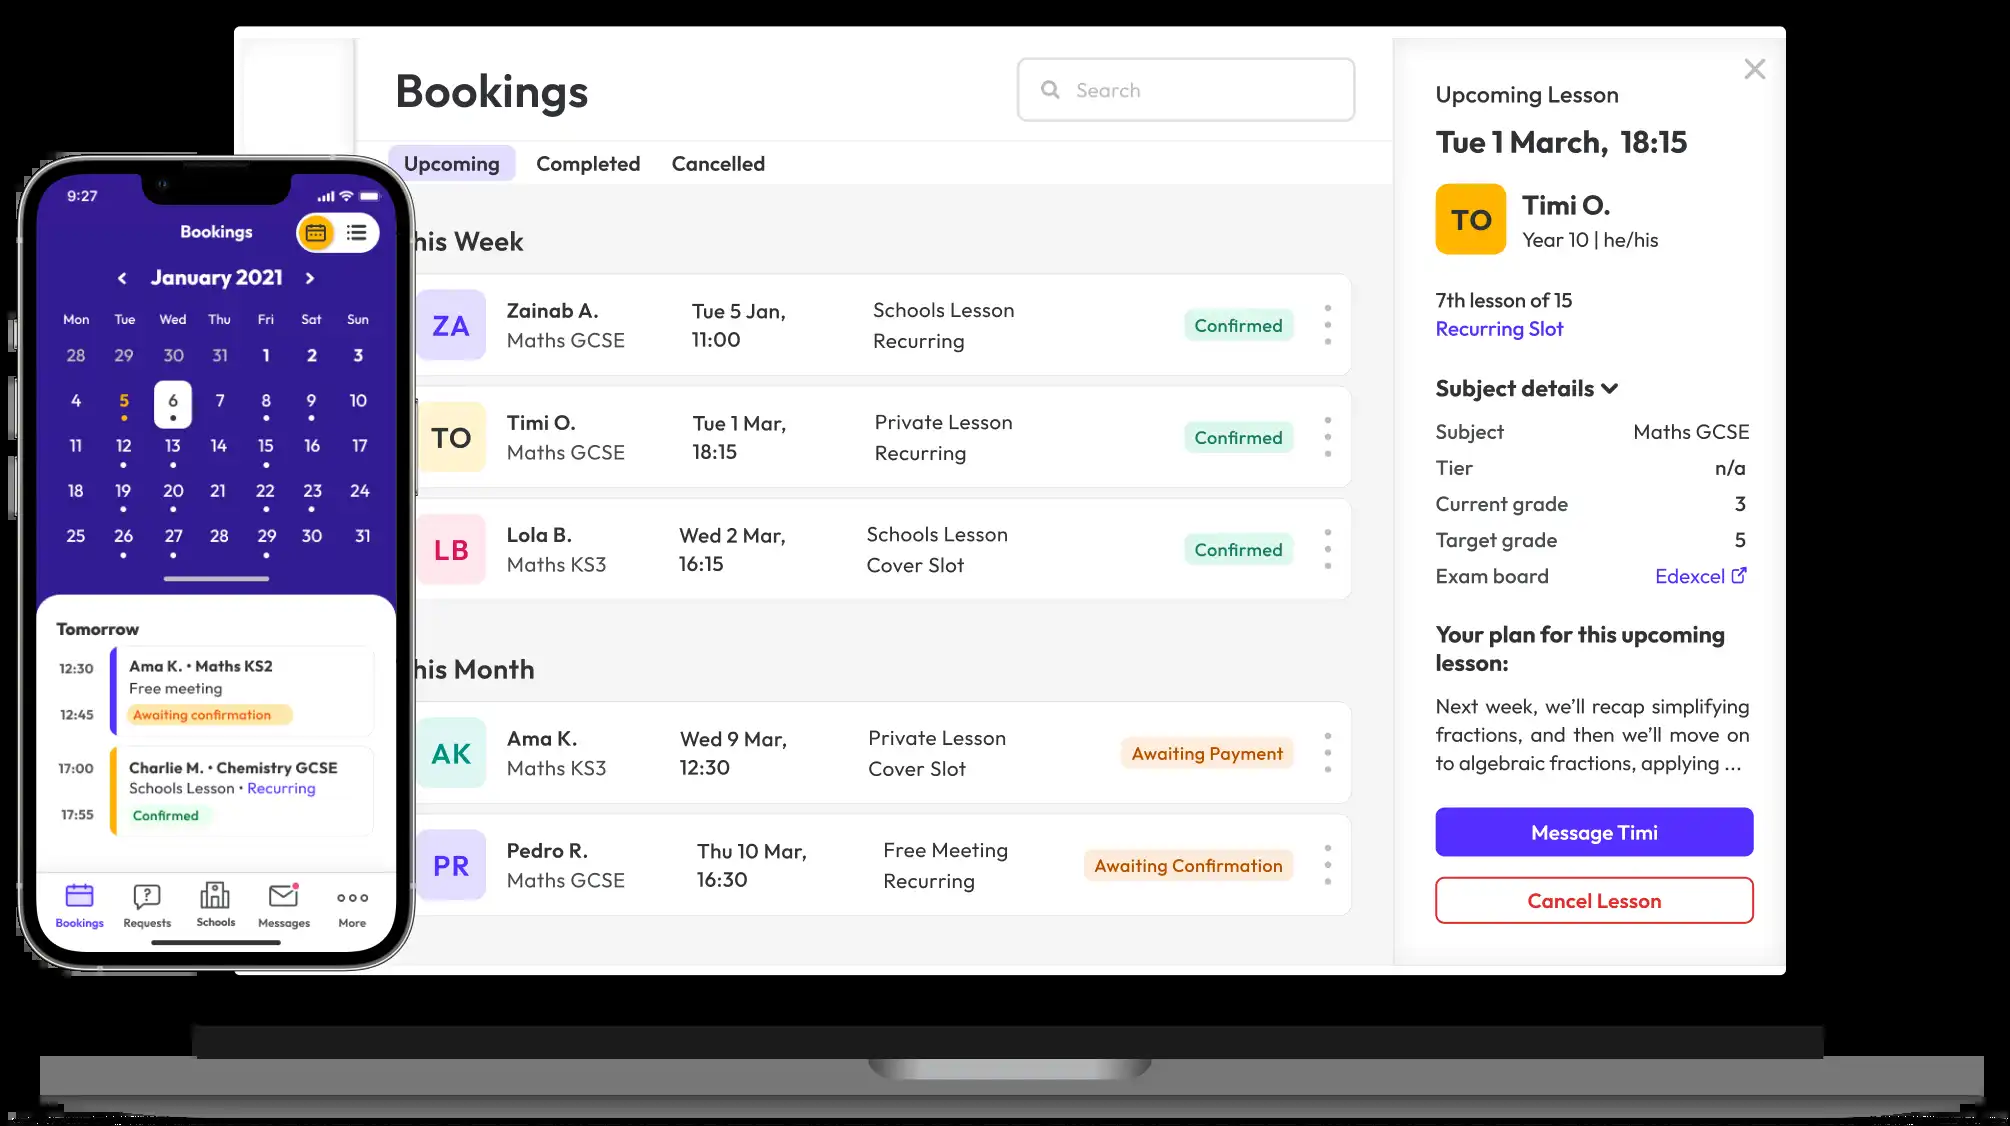 Bookings
Search
Upcoming Completed Cancelled
his Week
ZA
Zainab A.
Maths GCSE
Tue 5 Jan,
11:00
Schools Lesson
Recurring
Confirmed
TO
Timi O.
Maths GCSE
Tue 1 Mar,
18:15
Private Lesson
Recurring
Confirmed
LB
Lola B.
Maths KS3
Wed 2 Mar,
16:15
Schools Lesson
Cover Slot
Confirmed
his Month
AK
Ama K.
Maths KS3
Wed 9 Mar,
12:30
Private Lesson
Cover Slot
Awaiting Payment
PR
Pedro R.
Maths GCSE
Thu 10 Mar,
16:30
Free Meeting
Recurring
Awaiting Confirmation
Upcoming Lesson
Tue 1 March, 18:15
TO
Timi O.
Year 10 | he/his
7th lesson of 15
Recurring Slot
Subject details
Subject Maths GCSE
Tier n/a
Current grade 3
Target grade 5
Exam board Edexcel
Your plan for this upcoming
lesson:
Next week, we’ll recap simplifying
fractions, and then we’ll move on
to algebraic fractions, applying ...
Message Timi
Cancel Lesson
9:27
Bookings
January 2021
Mon Tue Wed Thu Fri Sat Sun
28 29 30 31 1 2 3
4 5 6 7 8 9 10
11 12 13 14 15 16 17
18 19 20 21 22 23 24
25 26 27 28 29 30 31
Tomorrow
12:30
12:45
Ama K. • Maths KS2
Free meeting
Awaiting confirmation
17:00
17:55
Charlie M. • Chemistry GCSE
Schools Lesson • Recurring
Confirmed
Bookings Requests Schools Messages More